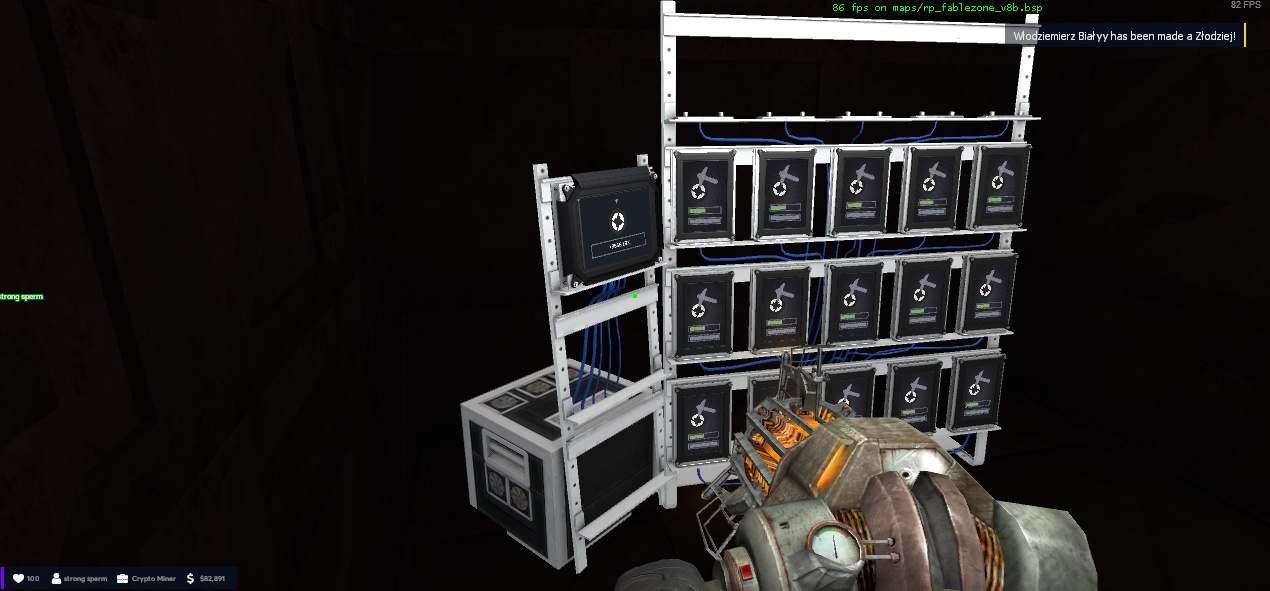 86 fps on maps/rp_fablezone_v8b.bsp
82 FPS
Włodziemierz Białyy has been made a Złodziej!
strong sperm
100
strong sperm
Crypto Miner
$82,891